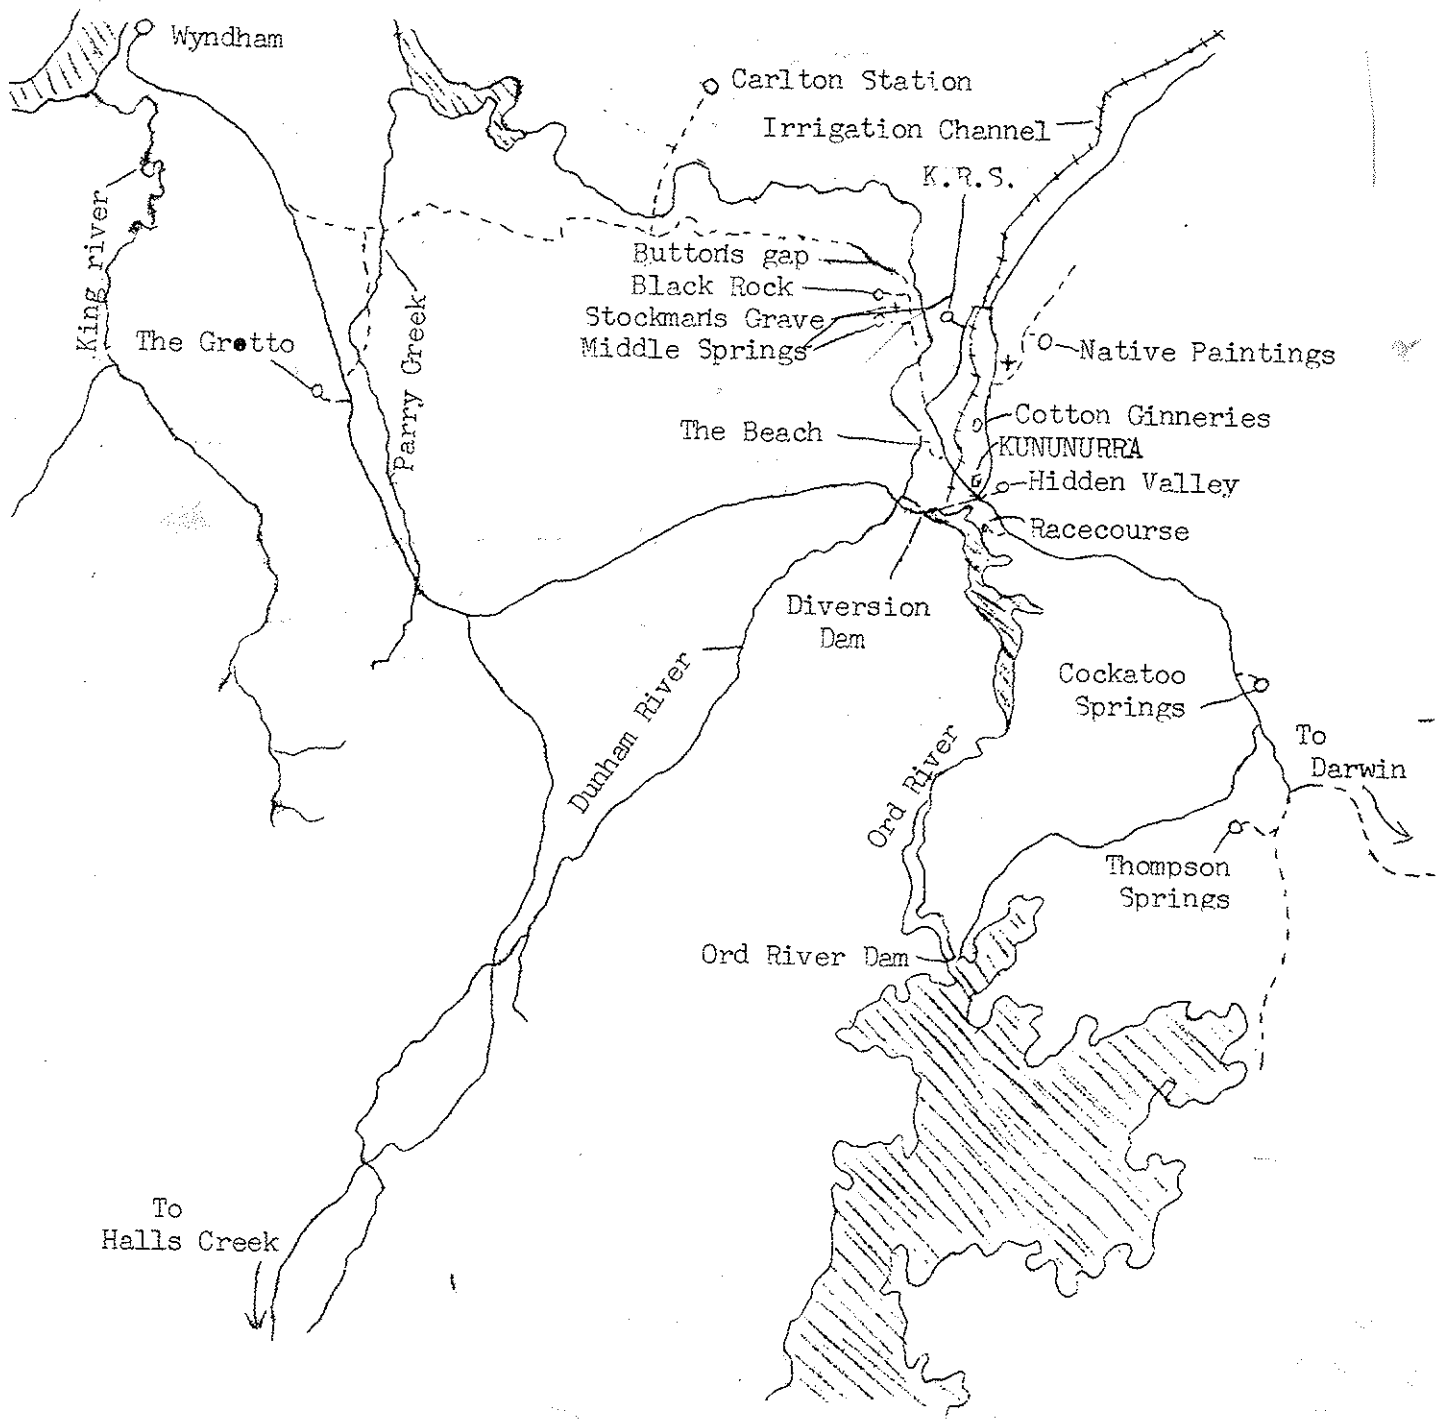 Wyndham
Carlton Station
Irrigation Channel
K.R.S.
King river
Buttons gap
Black Rock
Stockmans Grave
Middle Springs
The Grotto
Parry Creek
Native Paintings
The Beach
Cotton Ginneries
KUNUNURRA
Hidden Valley
Racecourse
Diversion
Dam
Dunham River
Cockatoo
Springs
Ord River
To
Darwin
Thompson
Springs
Ord River Dam
To
Halls Creek